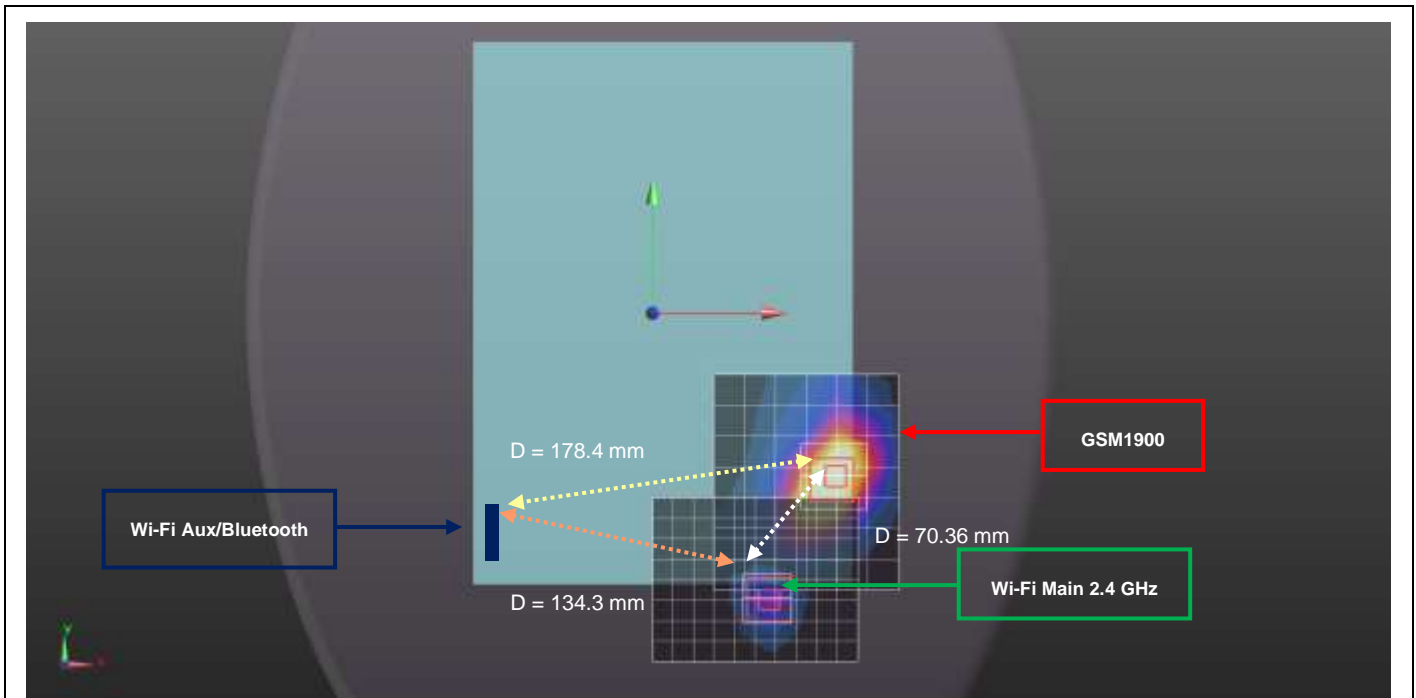 GSM1900
D = 178.4 mm
Wi-Fi Aux/Bluetooth
D = 70.36 mm
Wi-Fi Main 2.4 GHz
D = 134.3 mm